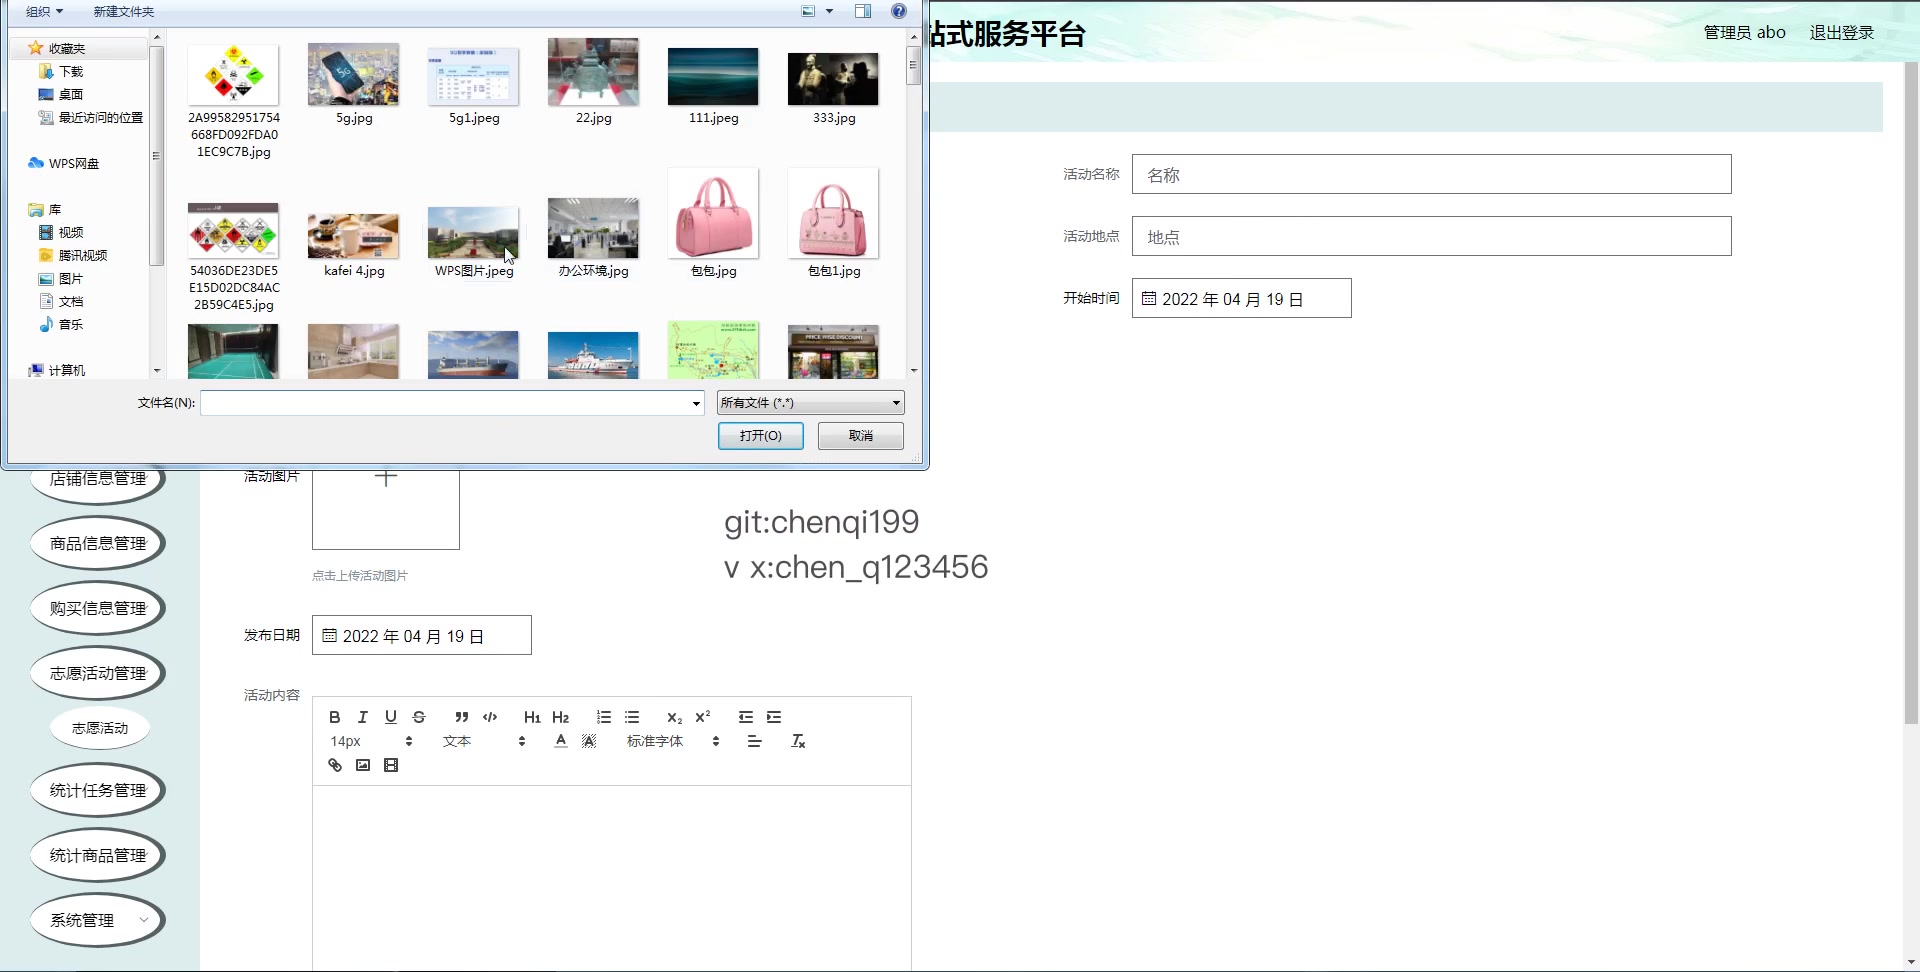 组织 新建文件夹
收藏夹
下载
桌面
最近访问的位置
WPS网盘
库
视频
腾讯视频
图片
文档
音乐
计算机
2A99582951754
668FD092FDA0
1EC9C7B.jpg
5g.jpg
5g1.jpeg
22.jpg
111.jpeg
333.jpg
54036DE23DE5
E15D02DC84AC
2B59C4E5.jpg
kafei 4.jpg
WPS图片.jpeg
办公环境.jpg
包包.jpg
包包1.jpg
文件名(N):
所有文件 (*.*)
打开(O) 取消
站式服务平台
管理员 abo 退出登录
活动名称 名称
活动地点 地点
开始时间 2022 年 04 月 19 日
店铺信息管理
商品信息管理
购买信息管理
志愿活动管理
志愿活动
统计任务管理
统计商品管理
系统管理
活动图片
点击上传活动图片
git:chenqi199
v x:chen_q123456
发布日期 2022 年 04 月 19 日
活动内容
14px 文本 标准字体